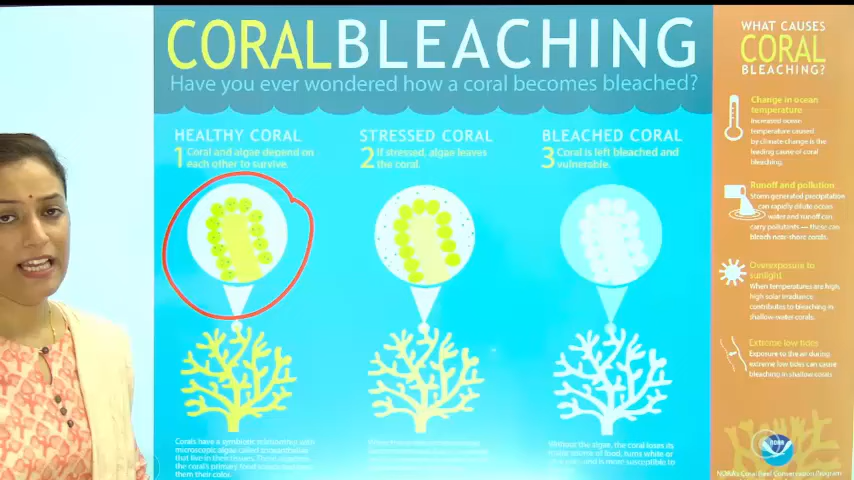 CORALBLEACHING
Have you ever wondered how a coral becomes bleached?
HEALTHY CORAL
1 Coral and algae depend on
each other to survive.
STRESSED CORAL
2 If stressed, algae leaves
the coral.
BLEACHED CORAL
3 Coral is left bleached and
vulnerable.
Corals have a symbiotic relationship with
microscopic algae called zooxanthellae
that live in their tissues. These
the coral's primary food
them their color.
Without the algae, the coral loses its
major source of food, turns white or
and is more susceptible to
WHAT CAUSES
CORAL
BLEACHING?
Change in ocean
temperature
Increased ocean
temperature caused
by climate change is the
leading cause of coral
bleaching.
Runoff and pollution
Storm generated precipitation
can rapidly dilute ocean
water and runoff can
carry pollutants — these can
bleach near-shore corals.
Overexposure to
sunlight
When temperatures are high,
high solar irradiance
contributes to bleaching in
shallow-water corals.
Extreme low tides
Exposure to the air during
extreme low tides can cause
bleaching in shallow corals
NOAA
NOAA's Coral Reef Conservation Program